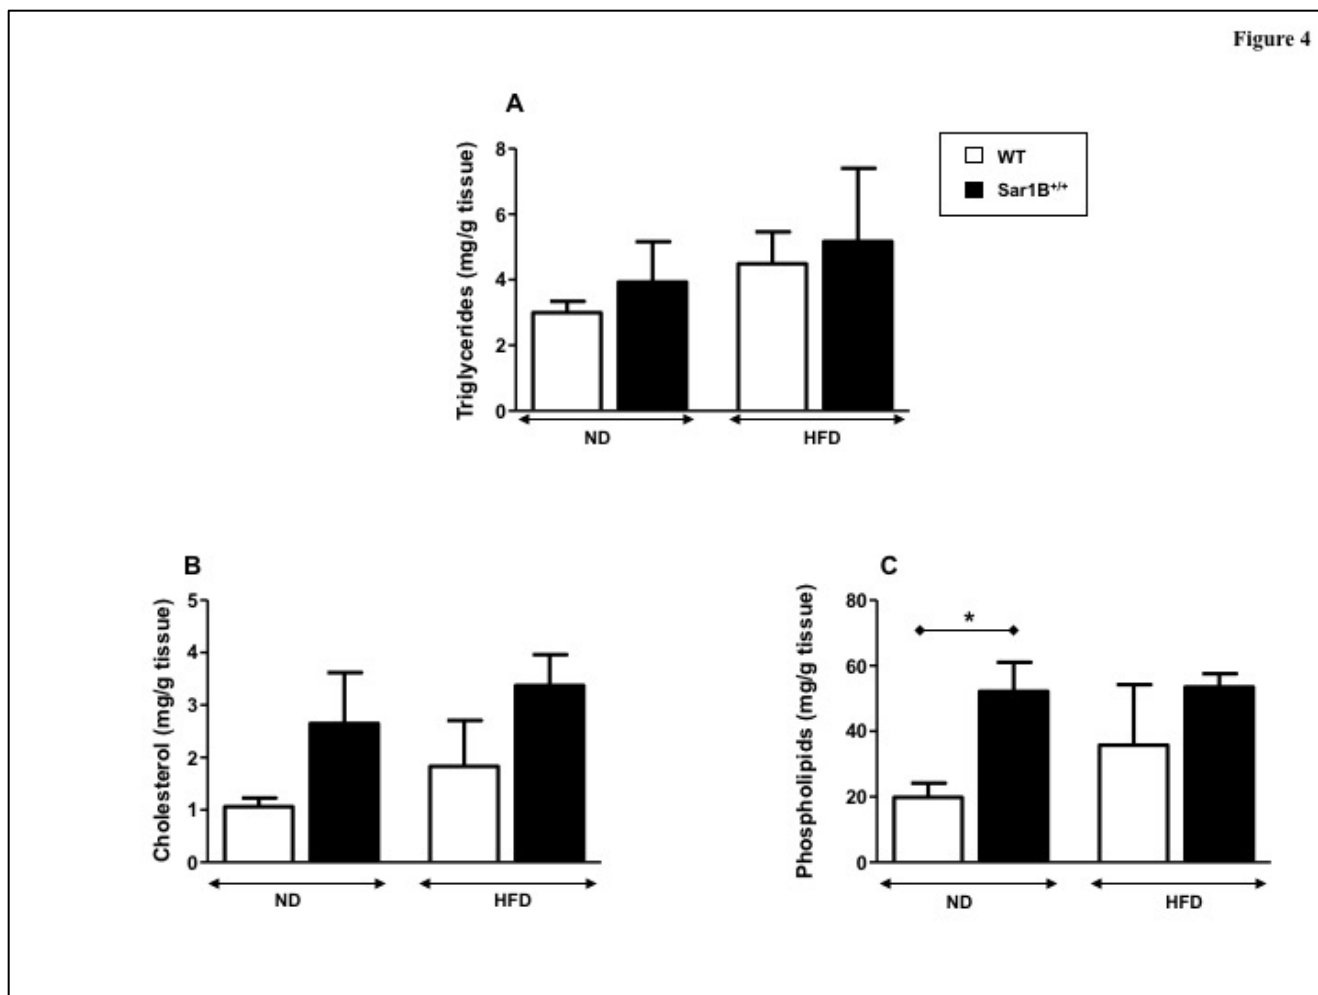 Figure 4
A
Triglycerides (mg/g tissue)
8
6
4
2
0
ND
HFD
WT
Sar1B+/+
B
Cholesterol (mg/g tissue)
5
4
3
2
1
0
ND
HFD
C
Phospholipids (mg/g tissue)
80
60
40
20
0
*
ND
HFD